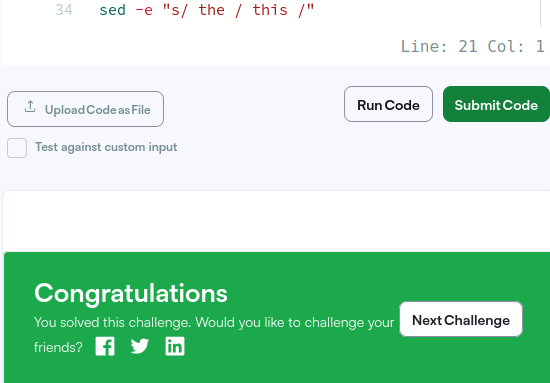 34 sed -e "s/ the / this /"
Line: 21 Col: 1
Upload Code as File
Run Code
Submit Code
Test against custom input
Congratulations
You solved this challenge. Would you like to challenge your
friends?
Next Challenge